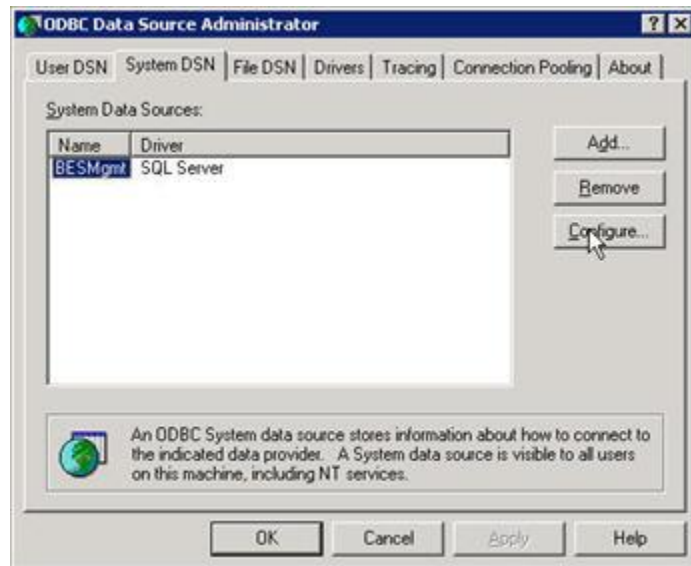 ODBC Data Source Administrator
User DSN System DSN File DSN Drivers Tracing Connection Pooling About
System Data Sources:
Name Driver
BESMgmt SQL Server
Add...
Remove
Configure...
An ODBC System data source stores information about how to connect to
the indicated data provider. A System data source is visible to all users
on this machine, including NT services.
OK Cancel Apply Help